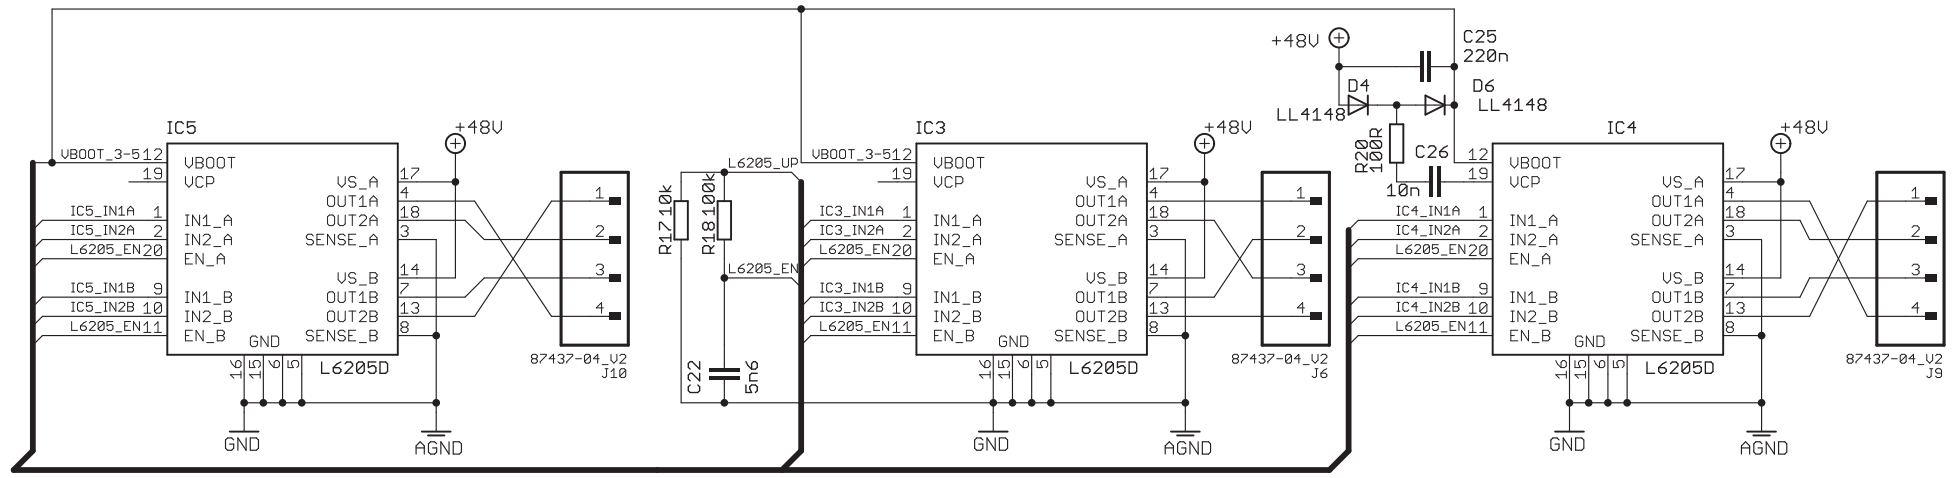 IC5
VBOOT_3-5 12
19
IC5_IN1A 1
IC5_IN2A 2
L6205_EN 20
IC5_IN1B 9
IC5_IN2B 10
L6205_EN 11
VBOOT
VCP
IN1_A
IN2_A
EN_A
IN1_B
IN2_B
EN_B
VS_A
OUT1A
OUT2A
SENSE_A
VS_B
OUT1B
OUT2B
SENSE_B
GND
17
4
18
3
14
7
13
8
16
15
6
5
L6205D
+48V
GND
AGND
1
2
3
4
87437-04_V2
J10
R17 10k
R18 100k
L6205_UP
L6205_EN
C22
5n6
IC3
VBOOT_3-5 12
19
IC3_IN1A 1
IC3_IN2A 2
L6205_EN 20
IC3_IN1B 9
IC3_IN2B 10
L6205_EN 11
VBOOT
VCP
IN1_A
IN2_A
EN_A
IN1_B
IN2_B
EN_B
VS_A
OUT1A
OUT2A
SENSE_A
VS_B
OUT1B
OUT2B
SENSE_B
GND
17
4
18
3
14
7
13
8
16
15
6
5
L6205D
+48V
GND
AGND
1
2
3
4
87437-04_V2
J6
+48V
C25
220n
D4
LL4148
D6
LL4148
R20
100R
C26
10n
IC4
12
19
IC4_IN1A 1
IC4_IN2A 2
L6205_EN 20
IC4_IN1B 9
IC4_IN2B 10
L6205_EN 11
VBOOT
VCP
IN1_A
IN2_A
EN_A
IN1_B
IN2_B
EN_B
VS_A
OUT1A
OUT2A
SENSE_A
VS_B
OUT1B
OUT2B
SENSE_B
GND
17
4
18
3
14
7
13
8
16
15
6
5
L6205D
+48V
GND
AGND
1
2
3
4
87437-04_V2
J9